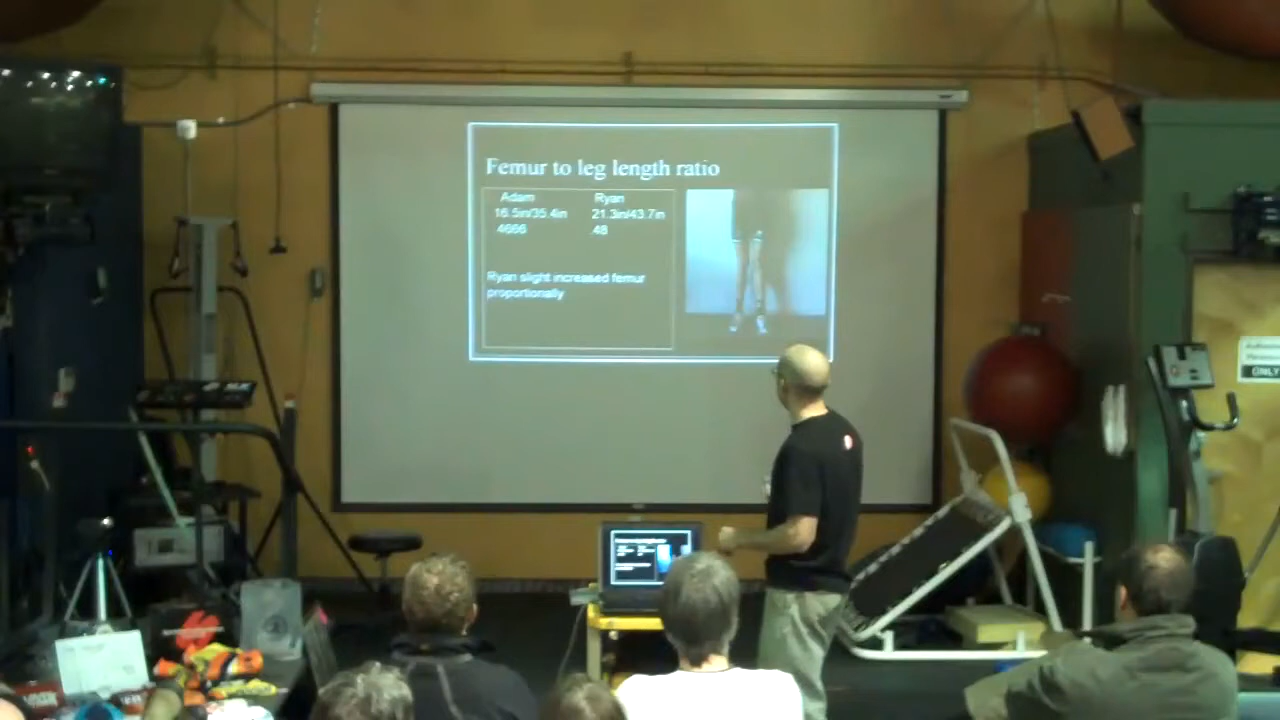 Femur to leg length ratio
Adam Ryan
16.5in/35.4in 21.3in/43.7in
.4666 .48
Ryan slight increased femur
proportionally
ONLY